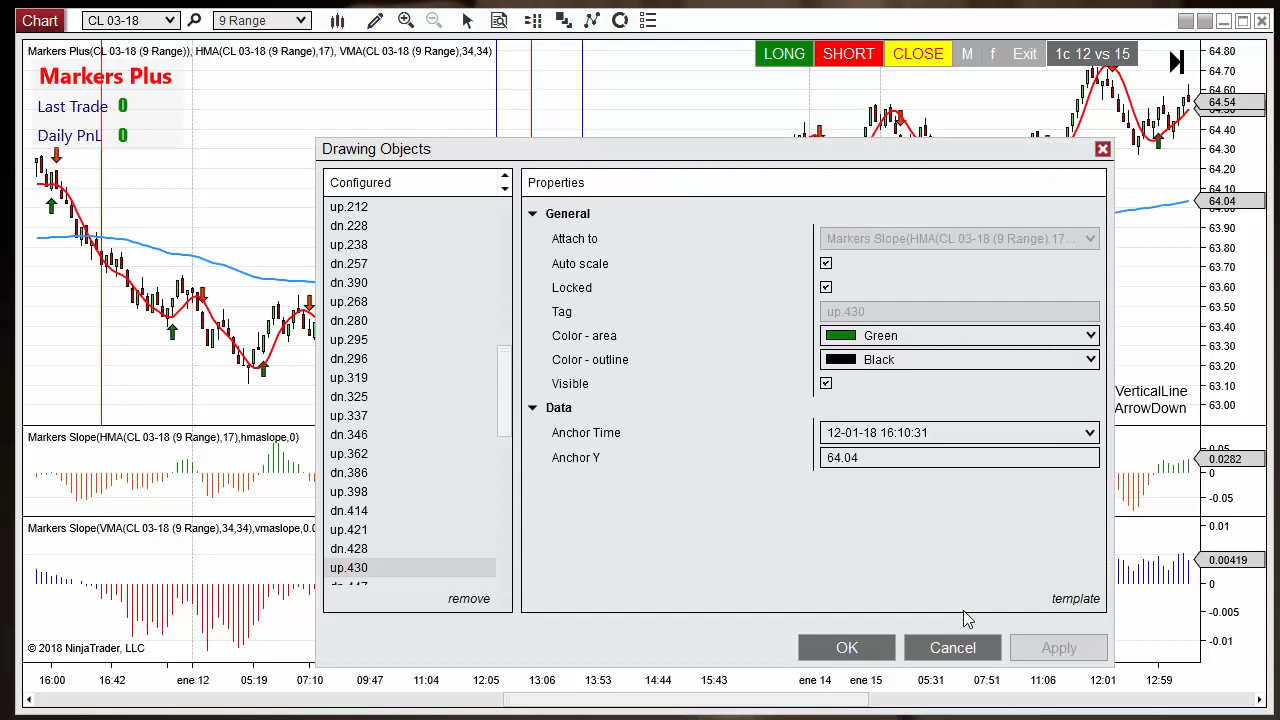 Chart CL 03-18 9 Range
Markers Plus(CL 03-18 (9 Range)), HMA(CL 03-18 (9 Range),17), VMA(CL 03-18 (9 Range),34,34)
LONG SHORT CLOSE M f Exit 1c 12 vs 15
Markers Plus
Last Trade 0
Daily PnL 0
64.80
64.70
64.60
64.54
64.40
64.30
64.20
64.04
63.90
63.80
63.70
63.60
63.50
63.40
63.30
63.20
63.10
63.00
Drawing Objects
Configured
up.212
dn.228
up.238
dn.257
dn.390
up.268
dn.280
up.295
dn.296
up.319
dn.325
up.337
dn.346
up.362
dn.386
up.398
dn.414
up.421
dn.428
up.430
dn.447
remove
Properties
General
Attach to Markers Slope(HMA(CL 03-18 (9 Range),17...
Auto scale
Locked
Tag up.430
Color - area Green
Color - outline Black
Visible
Data
Anchor Time 12-01-18 16:10:31
Anchor Y 64.04
template
OK Cancel Apply
VerticalLine
ArrowDown
Markers Slope(HMA(CL 03-18 (9 Range),17),hmaslope,0)
0.05
0.0282
0
-0.05
Markers Slope(VMA(CL 03-18 (9 Range),34,34),vmaslope,0.0
0.01
0.00419
0
-0.005
-0.01
© 2018 NinjaTrader, LLC
16:00 16:42 ene 12 05:19 07:10 09:47 11:04 12:05 13:06 13:53 14:44 15:43 ene 14 ene 15 05:31 07:51 11:06 12:01 12:59